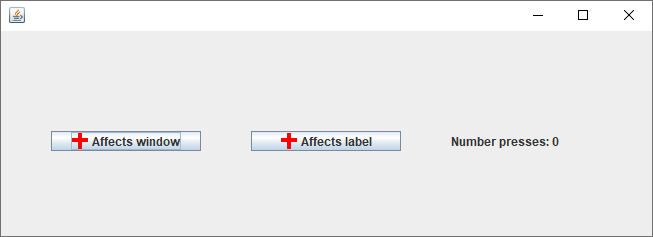 Affects window
Affects label
Number presses: 0